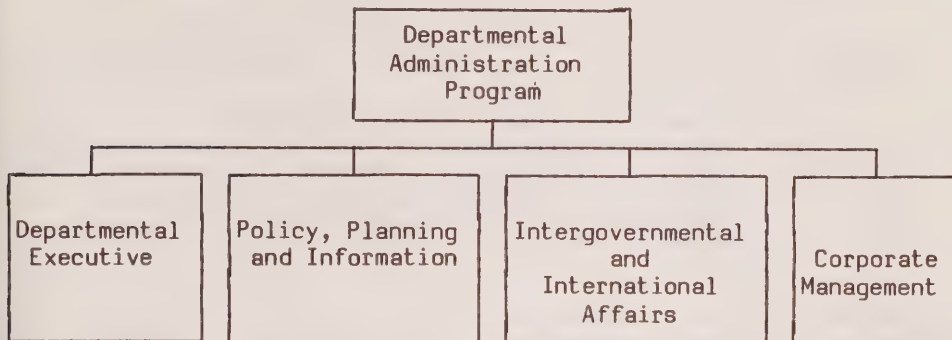 Departmental
Administration
Program
Departmental
Executive
Policy, Planning
and Information
Intergovernmental
and
International
Affairs
Corporate
Management